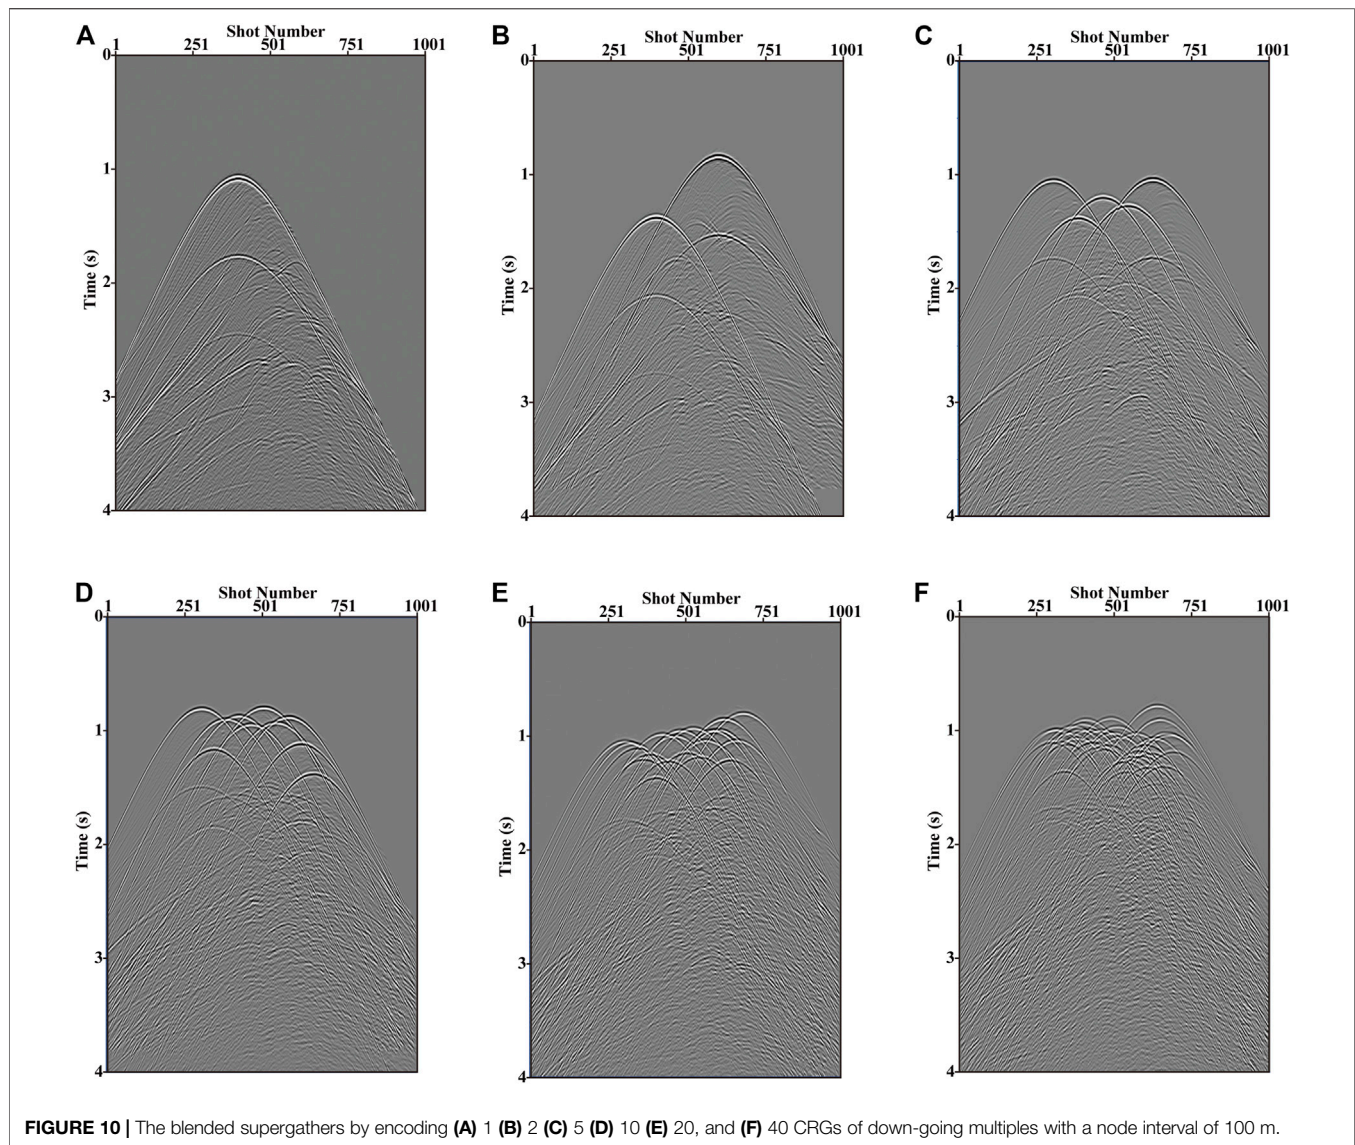 A
Shot Number
1 251 501 751 1001
0
1
2
3
4
Time (s)
B
Shot Number
1 251 501 751 1001
0
1
2
3
4
Time (s)
C
Shot Number
1 251 501 751 1001
0
1
2
3
4
Time (s)
D
Shot Number
1 251 501 751 1001
0
1
2
3
4
Time (s)
E
Shot Number
1 251 501 751 1001
0
1
2
3
4
Time (s)
F
Shot Number
1 251 501 751 1001
0
1
2
3
4
Time (s)
FIGURE 10 | The blended supergathers by encoding (A) 1 (B) 2 (C) 5 (D) 10 (E) 20, and (F) 40 CRGs of down-going multiples with a node interval of 100 m.